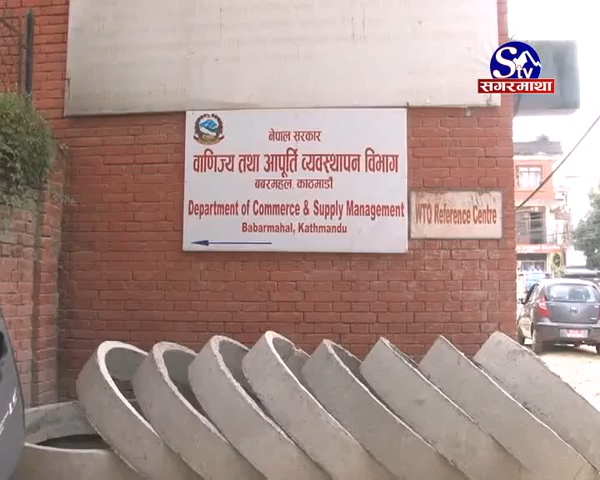 Stv
सगरमाथा
नेपाल सरकार
वाणिज्य तथा आपूर्ति व्यवस्थापन विभाग
बबरमहल, काठमाडौं
Department of Commerce & Supply Management
Babarmahal, Kathmandu
WTO Reference Centre